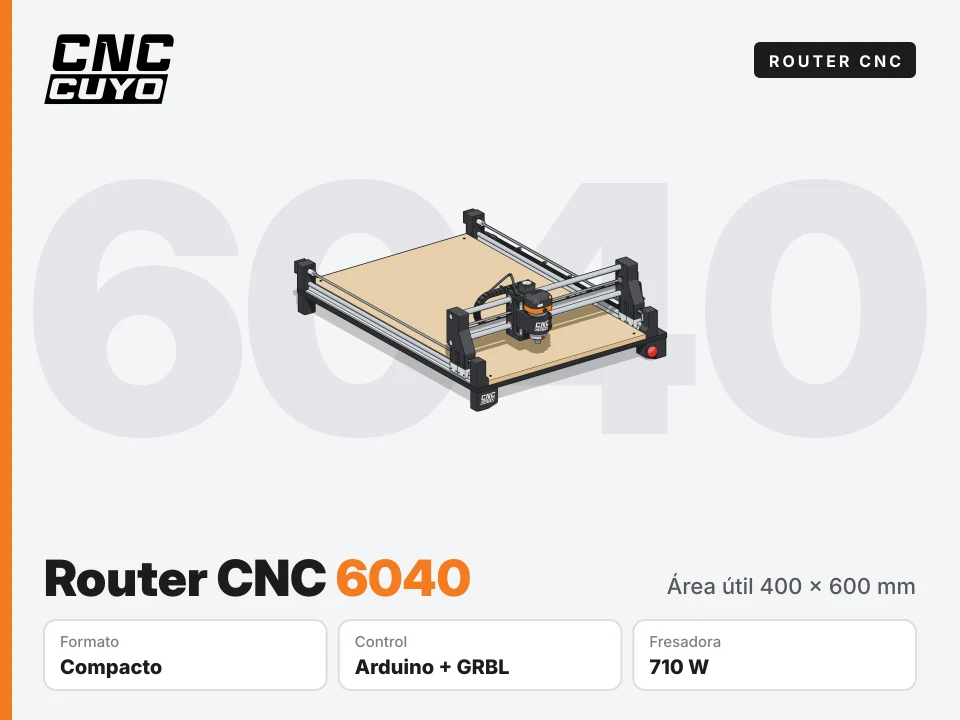 CNC
CUYO
ROUTER CNC
6040
CNC
CNC
Router CNC 6040
Área útil 400 × 600 mm
Formato
Compacto
Control
Arduino + GRBL
Fresadora
710 W